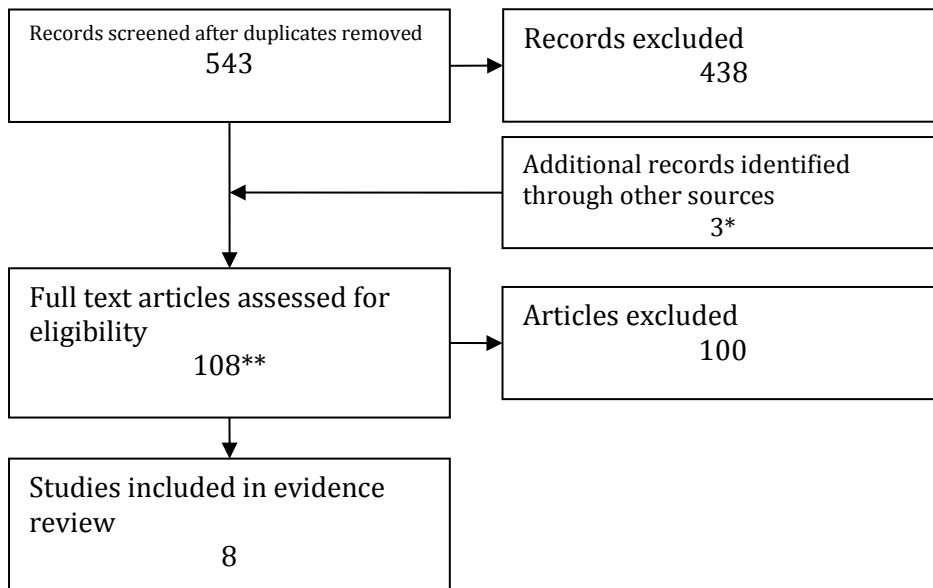 Records screened after duplicates removed
543
Records excluded
438
Additional records identified
through other sources
3*
Full text articles assessed for
eligibility
108**
Articles excluded
100
Studies included in evidence
review
8